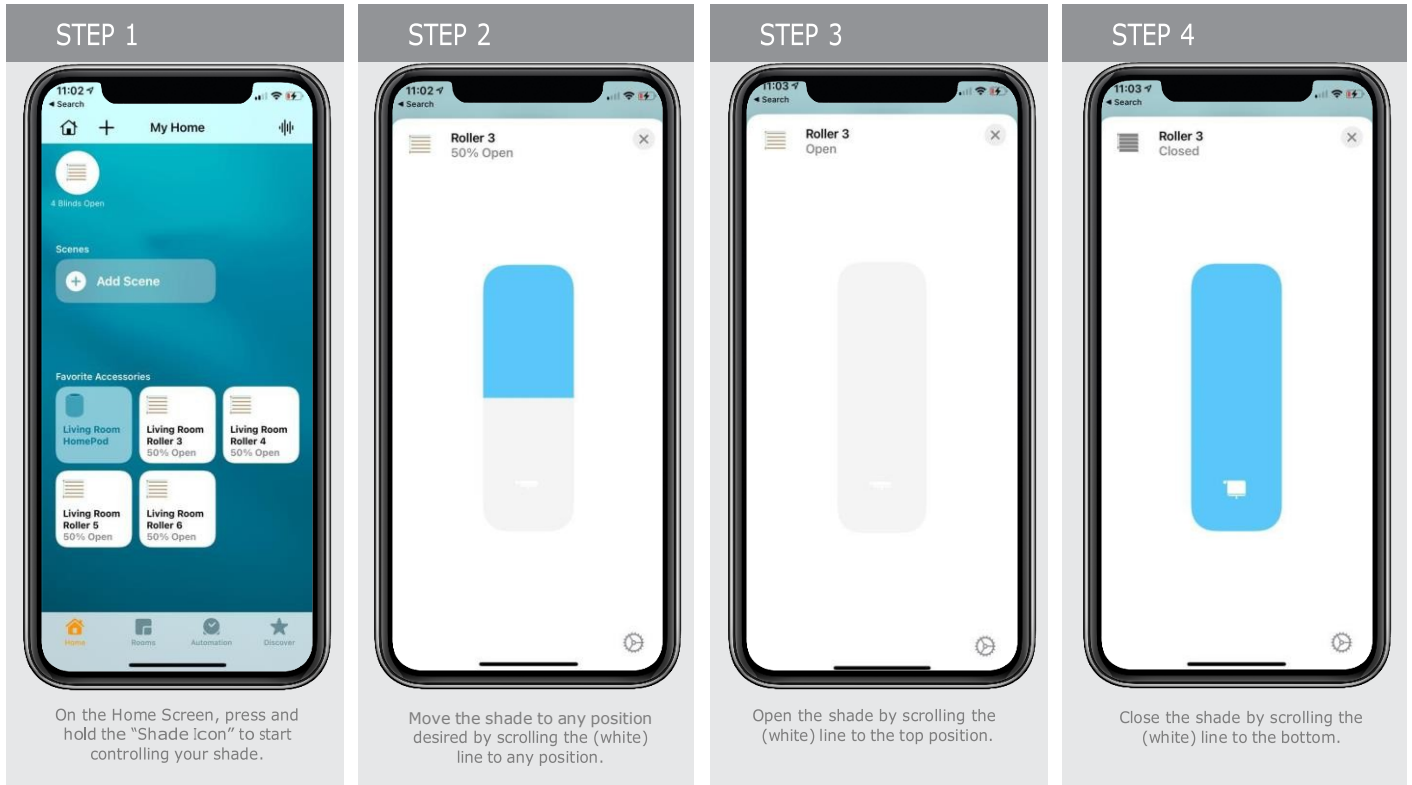 STEP 1
11:02
Search
My Home
4 Blinds Open
Scenes
Add Scene
Favorite Accessories
Living Room
HomePod
Living Room
Roller 3
50% Open
Living Room
Roller 4
50% Open
Living Room
Roller 5
50% Open
Living Room
Roller 6
50% Open
Home
Rooms
Automation
Discover
On the Home Screen, press and
hold the “Shade Icon” to start
controlling your shade.
STEP 2
11:02
Search
Roller 3
50% Open
Move the shade to any position
desired by scrolling the (white)
line to any position.
STEP 3
11:03
Search
Roller 3
Open
Open the shade by scrolling the
(white) line to the top position.
STEP 4
11:03
Search
Roller 3
Closed
Close the shade by scrolling the
(white) line to the bottom.